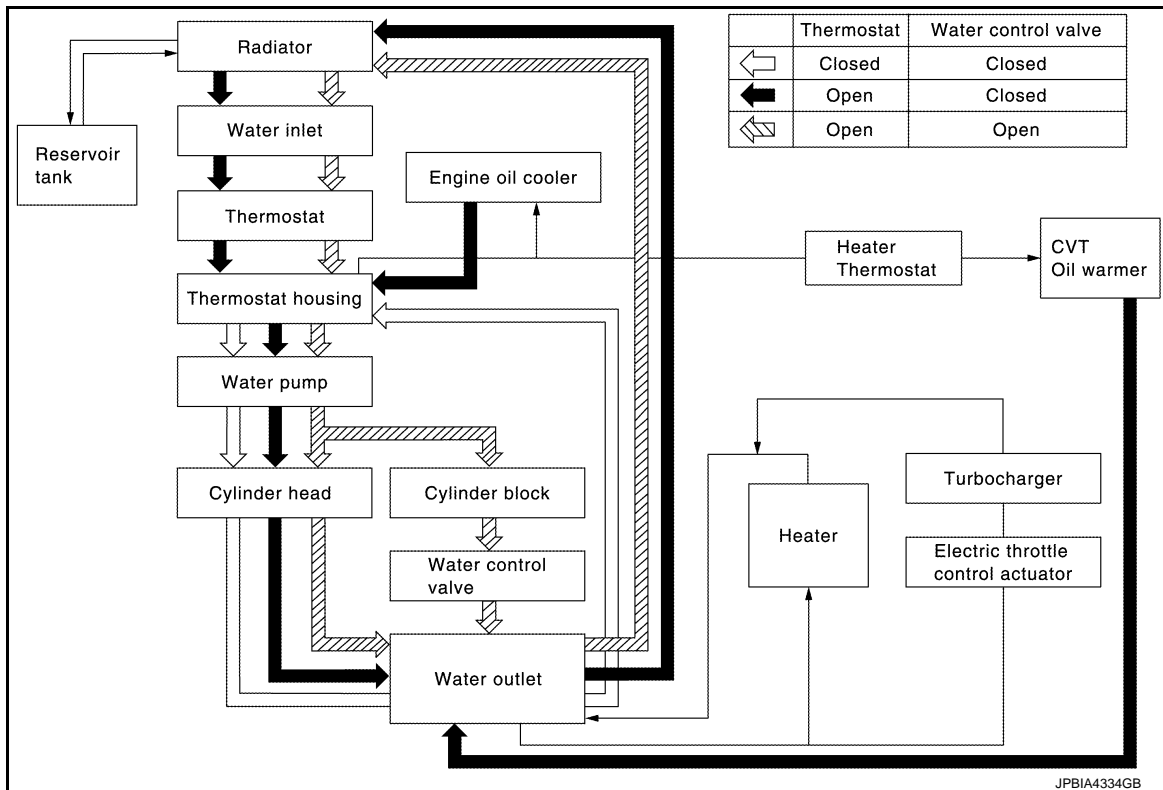 Radiator
Thermostat Water control valve
Closed Closed
Open Closed
Open Open
Water inlet
Reservoir
tank
Engine oil cooler
Thermostat
Heater
Thermostat
CVT
Oil warmer
Thermostat housing
Water pump
Cylinder head
Cylinder block
Turbocharger
Heater
Electric throttle
control actuator
Water control
valve
Water outlet
JPBIA4334GB